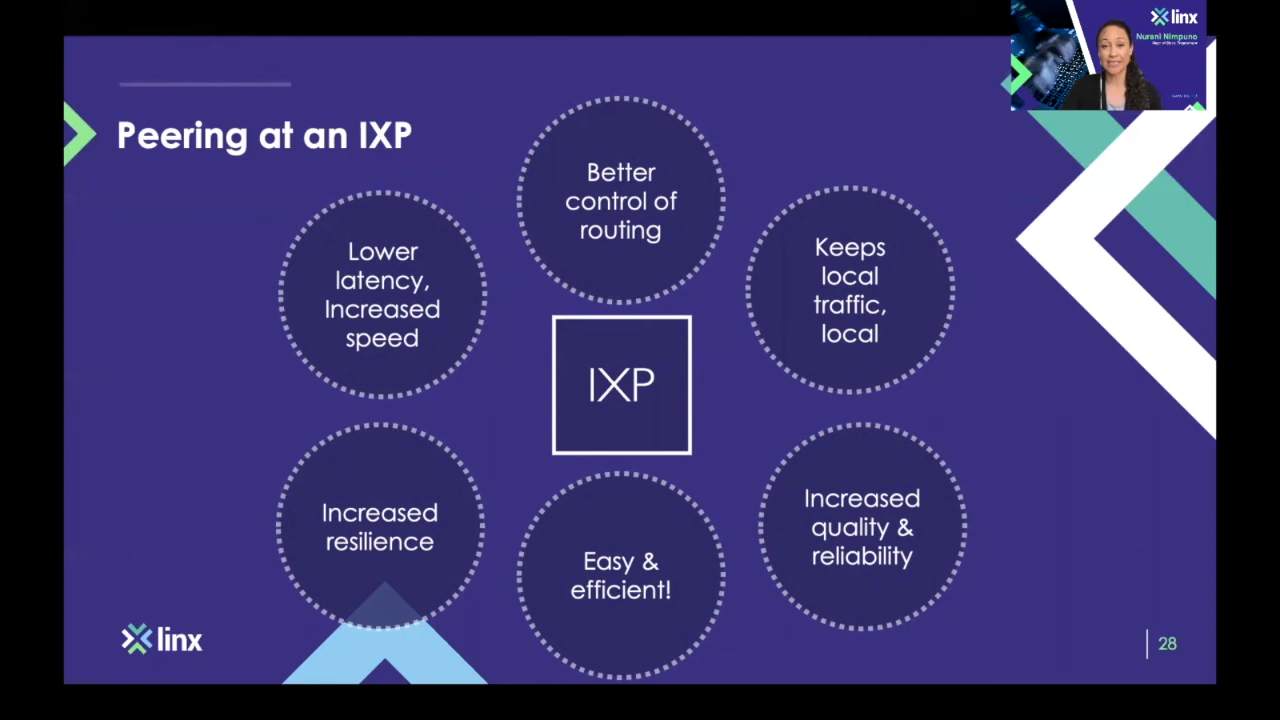 linx
Nurani Nimpuno
Peering at an IXP
Better
control of
routing
Lower
latency,
Increased
speed
Keeps
local
traffic,
local
IXP
Increased
resilience
Easy &
efficient!
Increased
quality &
reliability
linx
28